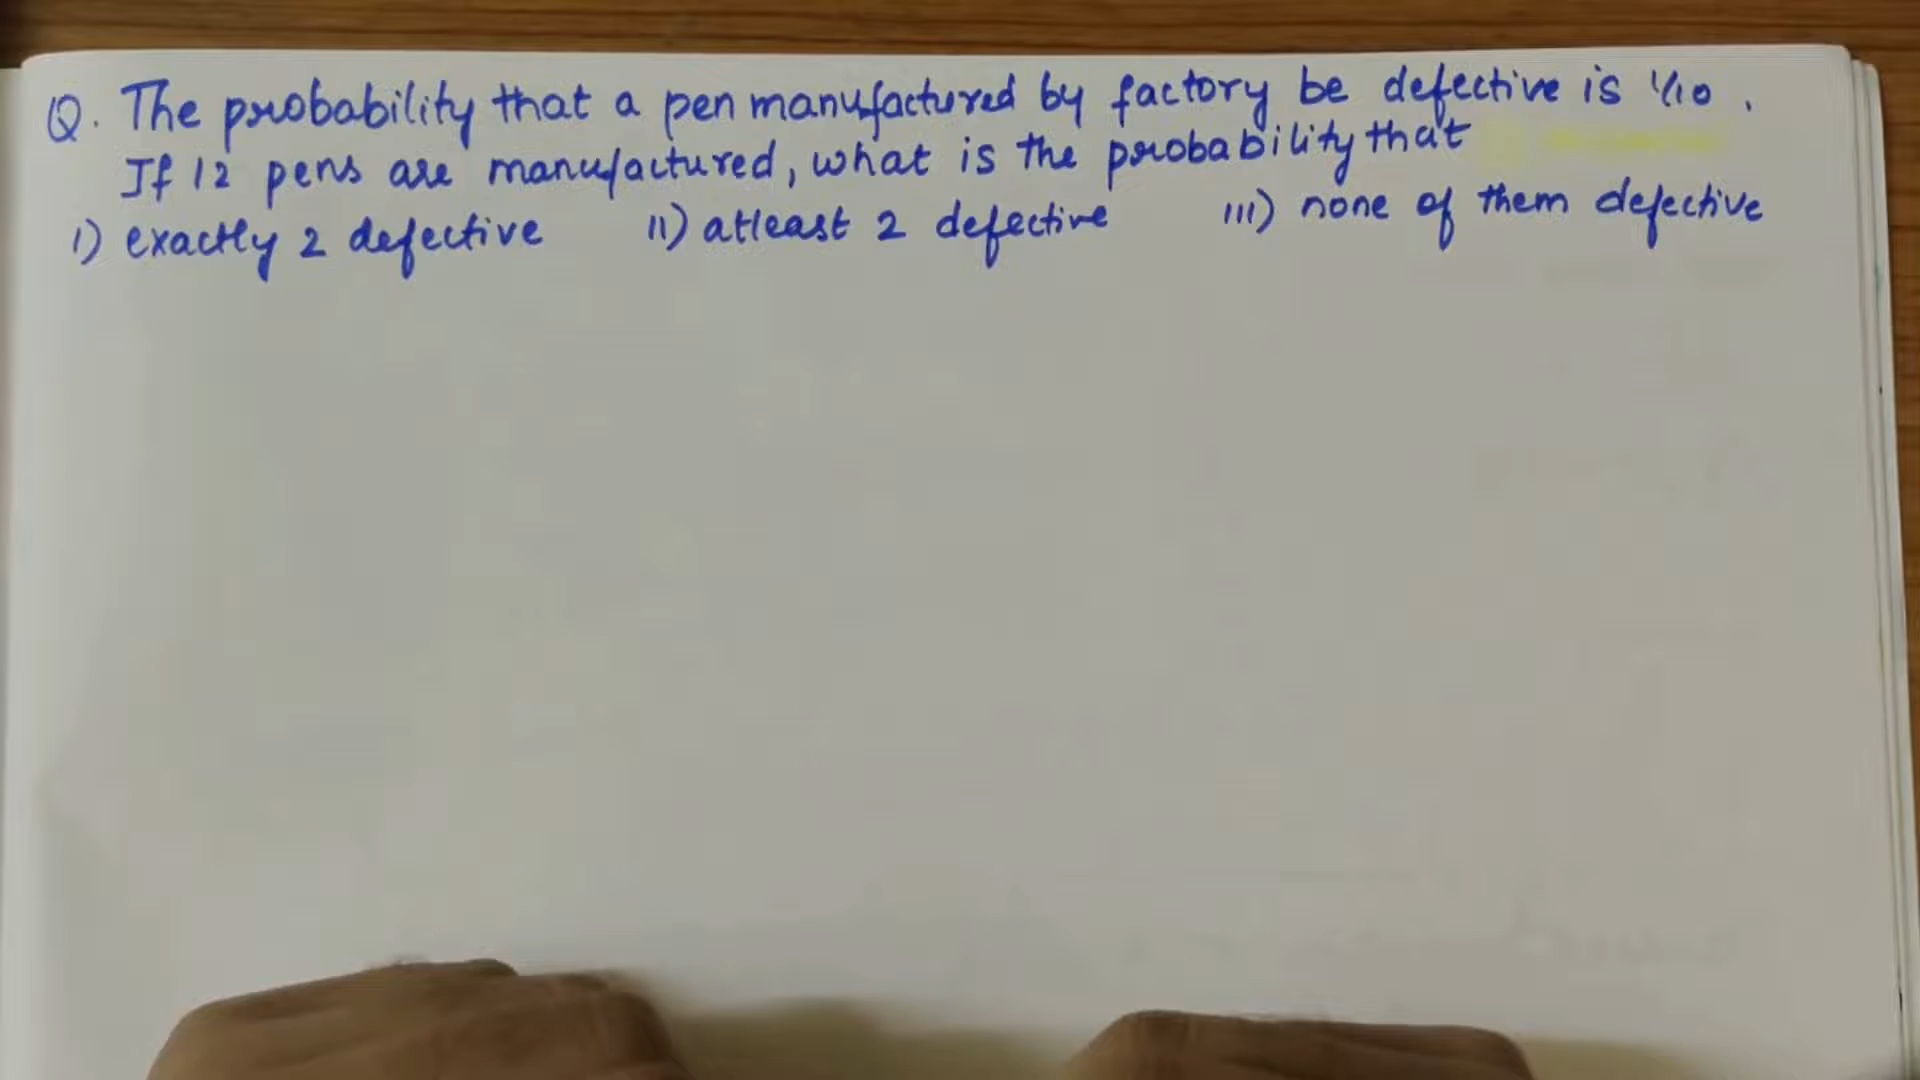 Q. The probability that a pen manufactured by factory be defective is 1/10 .
If 12 pens are manufactured, what is the probability that
i) exactly 2 defective ii) atleast 2 defective iii) none of them defective